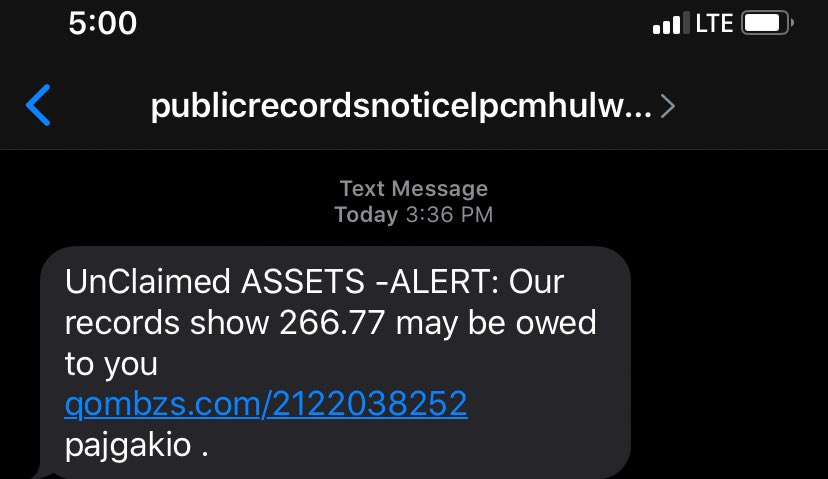 5:00
LTE
publicrecordsnoticelpcmhulw...
Text Message
Today 3:36 PM
UnClaimed ASSETS -ALERT: Our
records show 266.77 may be owed
to you
qombzs.com/2122038252
pajgakio .